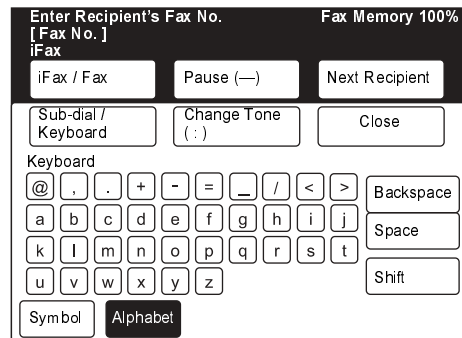 Enter Recipient's Fax No. Fax Memory 100%
[ Fax No. ]
iFax
iFax / Fax Pause (—) Next Recipient
Sub-dial /
Keyboard
Change Tone
( : )
Close
Keyboard
@ , . + - = _ / < >
Backspace
a b c d e f g h i j
Space
k l m n o p q r s t
u v w x y z
Shift
Symbol Alphabet